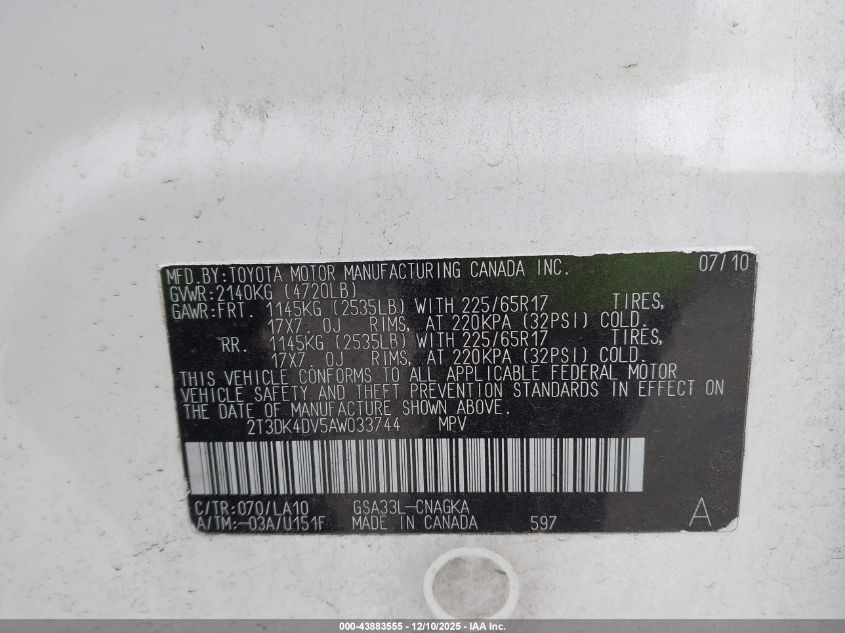 MFD.BY:TOYOTA MOTOR MANUFACTURING CANADA INC. 07/10
GVWR:2140KG (4720LB)
GAWR:FRT. 1145KG (2535LB) WITH 225/65R17 TIRES,
17X7. 0J RIMS, AT 220KPA (32PSI) COLD.
RR. 1145KG (2535LB) WITH 225/65R17 TIRES,
17X7. 0J RIMS, AT 220KPA (32PSI) COLD.
THIS VEHICLE CONFORMS TO ALL APPLICABLE FEDERAL MOTOR
VEHICLE SAFETY AND THEFT PREVENTION STANDARDS IN EFFECT ON
THE DATE OF MANUFACTURE SHOWN ABOVE.
2T3DK4DV5AW033744 MPV
C/TR:070/LA10 GSA33L-CNAGKA
A/TM:-03A/U151F MADE IN CANADA 597 A
000-43883555 - 12/10/2025 - IAA Inc.